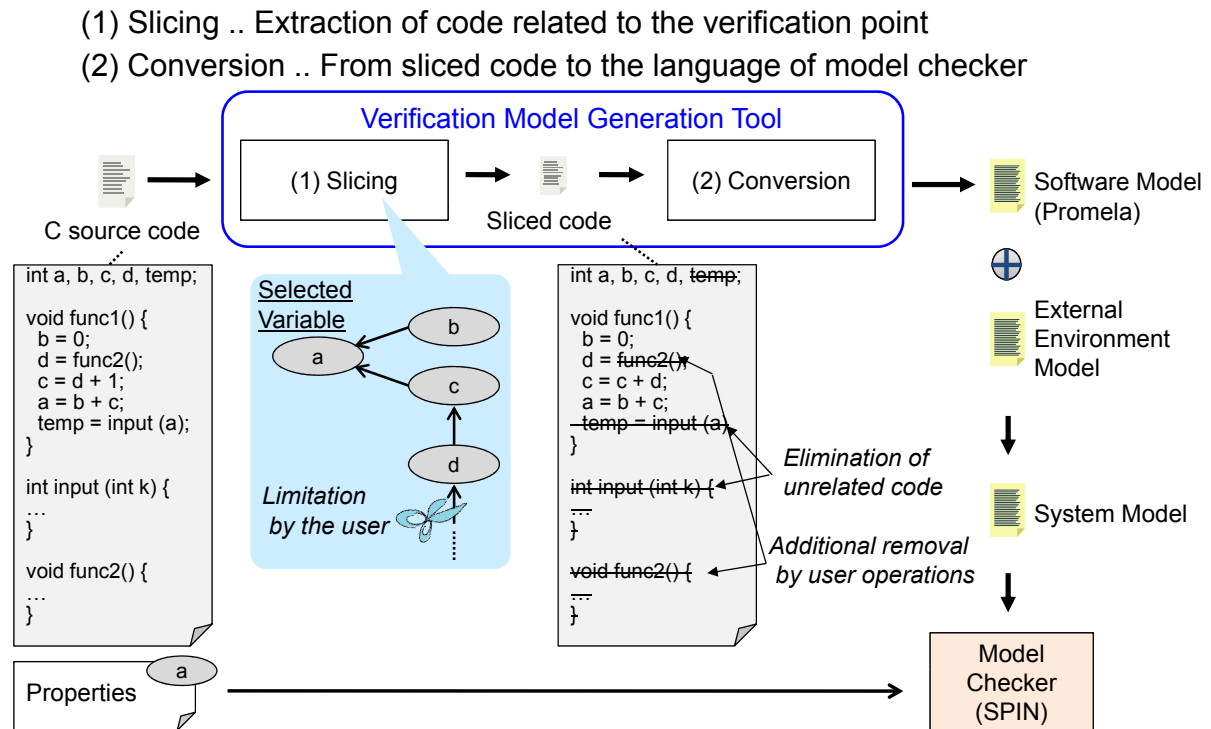 (1) Slicing .. Extraction of code related to the verification point
(2) Conversion .. From sliced code to the language of model checker
Verification Model Generation Tool
(1) Slicing
(2) Conversion
C source code
Sliced code
Software Model
(Promela)
int a, b, c, d, temp;
void func1() {
b = 0;
d = func2();
c = d + 1;
a = b + c;
temp = input (a);
}
int input (int k) {
…
}
void func2() {
…
}
Selected
Variable
a
b
c
d
Limitation
by the user
int a, b, c, d, temp;
void func1() {
b = 0;
d = func2();
c = c + d;
a = b + c;
temp = input (a)
}
int input (int k) {
…
}
void func2() {
…
}
Elimination of
unrelated code
Additional removal
by user operations
External
Environment
Model
System Model
Properties
a
Model
Checker
(SPIN)